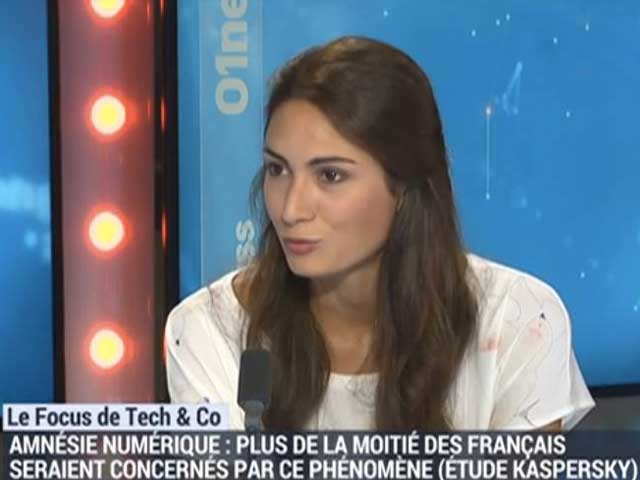 01ne
ss
Le Focus de Tech & Co
AMNÉSIE NUMÉRIQUE : PLUS DE LA MOITIÉ DES FRANÇAIS
SERAIENT CONCERNÉS PAR CE PHÉNOMÈNE (ÉTUDE KASPERSKY)